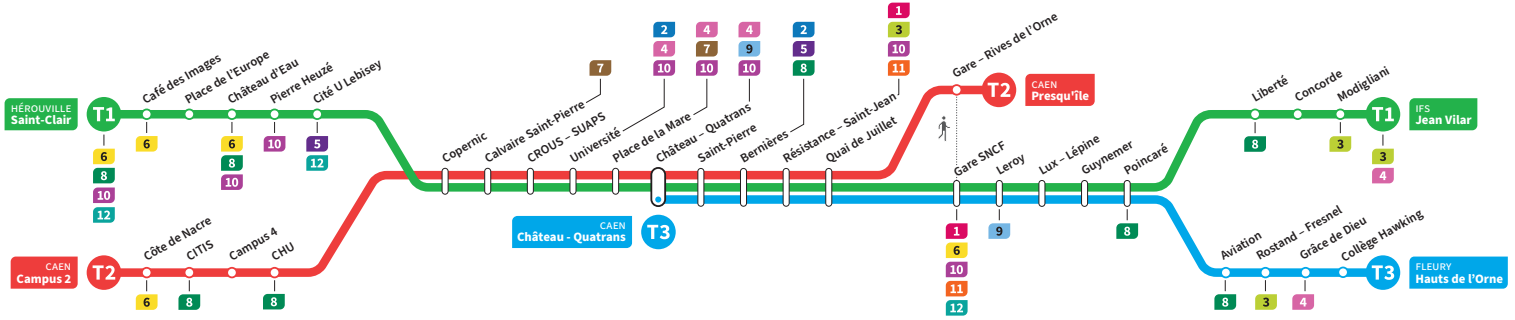 HÉROUVILLE
Saint-Clair
T1
6
8
10
12
Café des Images
6
Place de l'Europe
Château d'Eau
6
8
10
Pierre Heuzé
10
Cité U Lebisey
5
12
CAEN
Campus 2
T2
Côte de Nacre
6
CITIS
8
Campus 4
CHU
8
Copernic
Calvaire Saint-Pierre
7
CROUS – SUAPS
Université
2
4
10
Place de la Mare
4
7
10
Château – Quatrans
4
9
10
CAEN
Château - Quatrans
T3
Saint-Pierre
Bernières
2
5
8
Résistance – Saint-Jean
1
3
10
11
Quai de Juillet
Gare – Rives de l'Orne
T2
CAEN
Presqu'île
Gare SNCF
1
6
10
11
12
Leroy
9
Lux – Lépine
Guynemer
Poincaré
8
Liberté
8
Concorde
Modigliani
3
T1
3
4
IFS
Jean Vilar
Aviation
8
Rostand – Fresnel
3
Grâce de Dieu
4
Collège Hawking
T3
FLEURY
Hauts de l'Orne